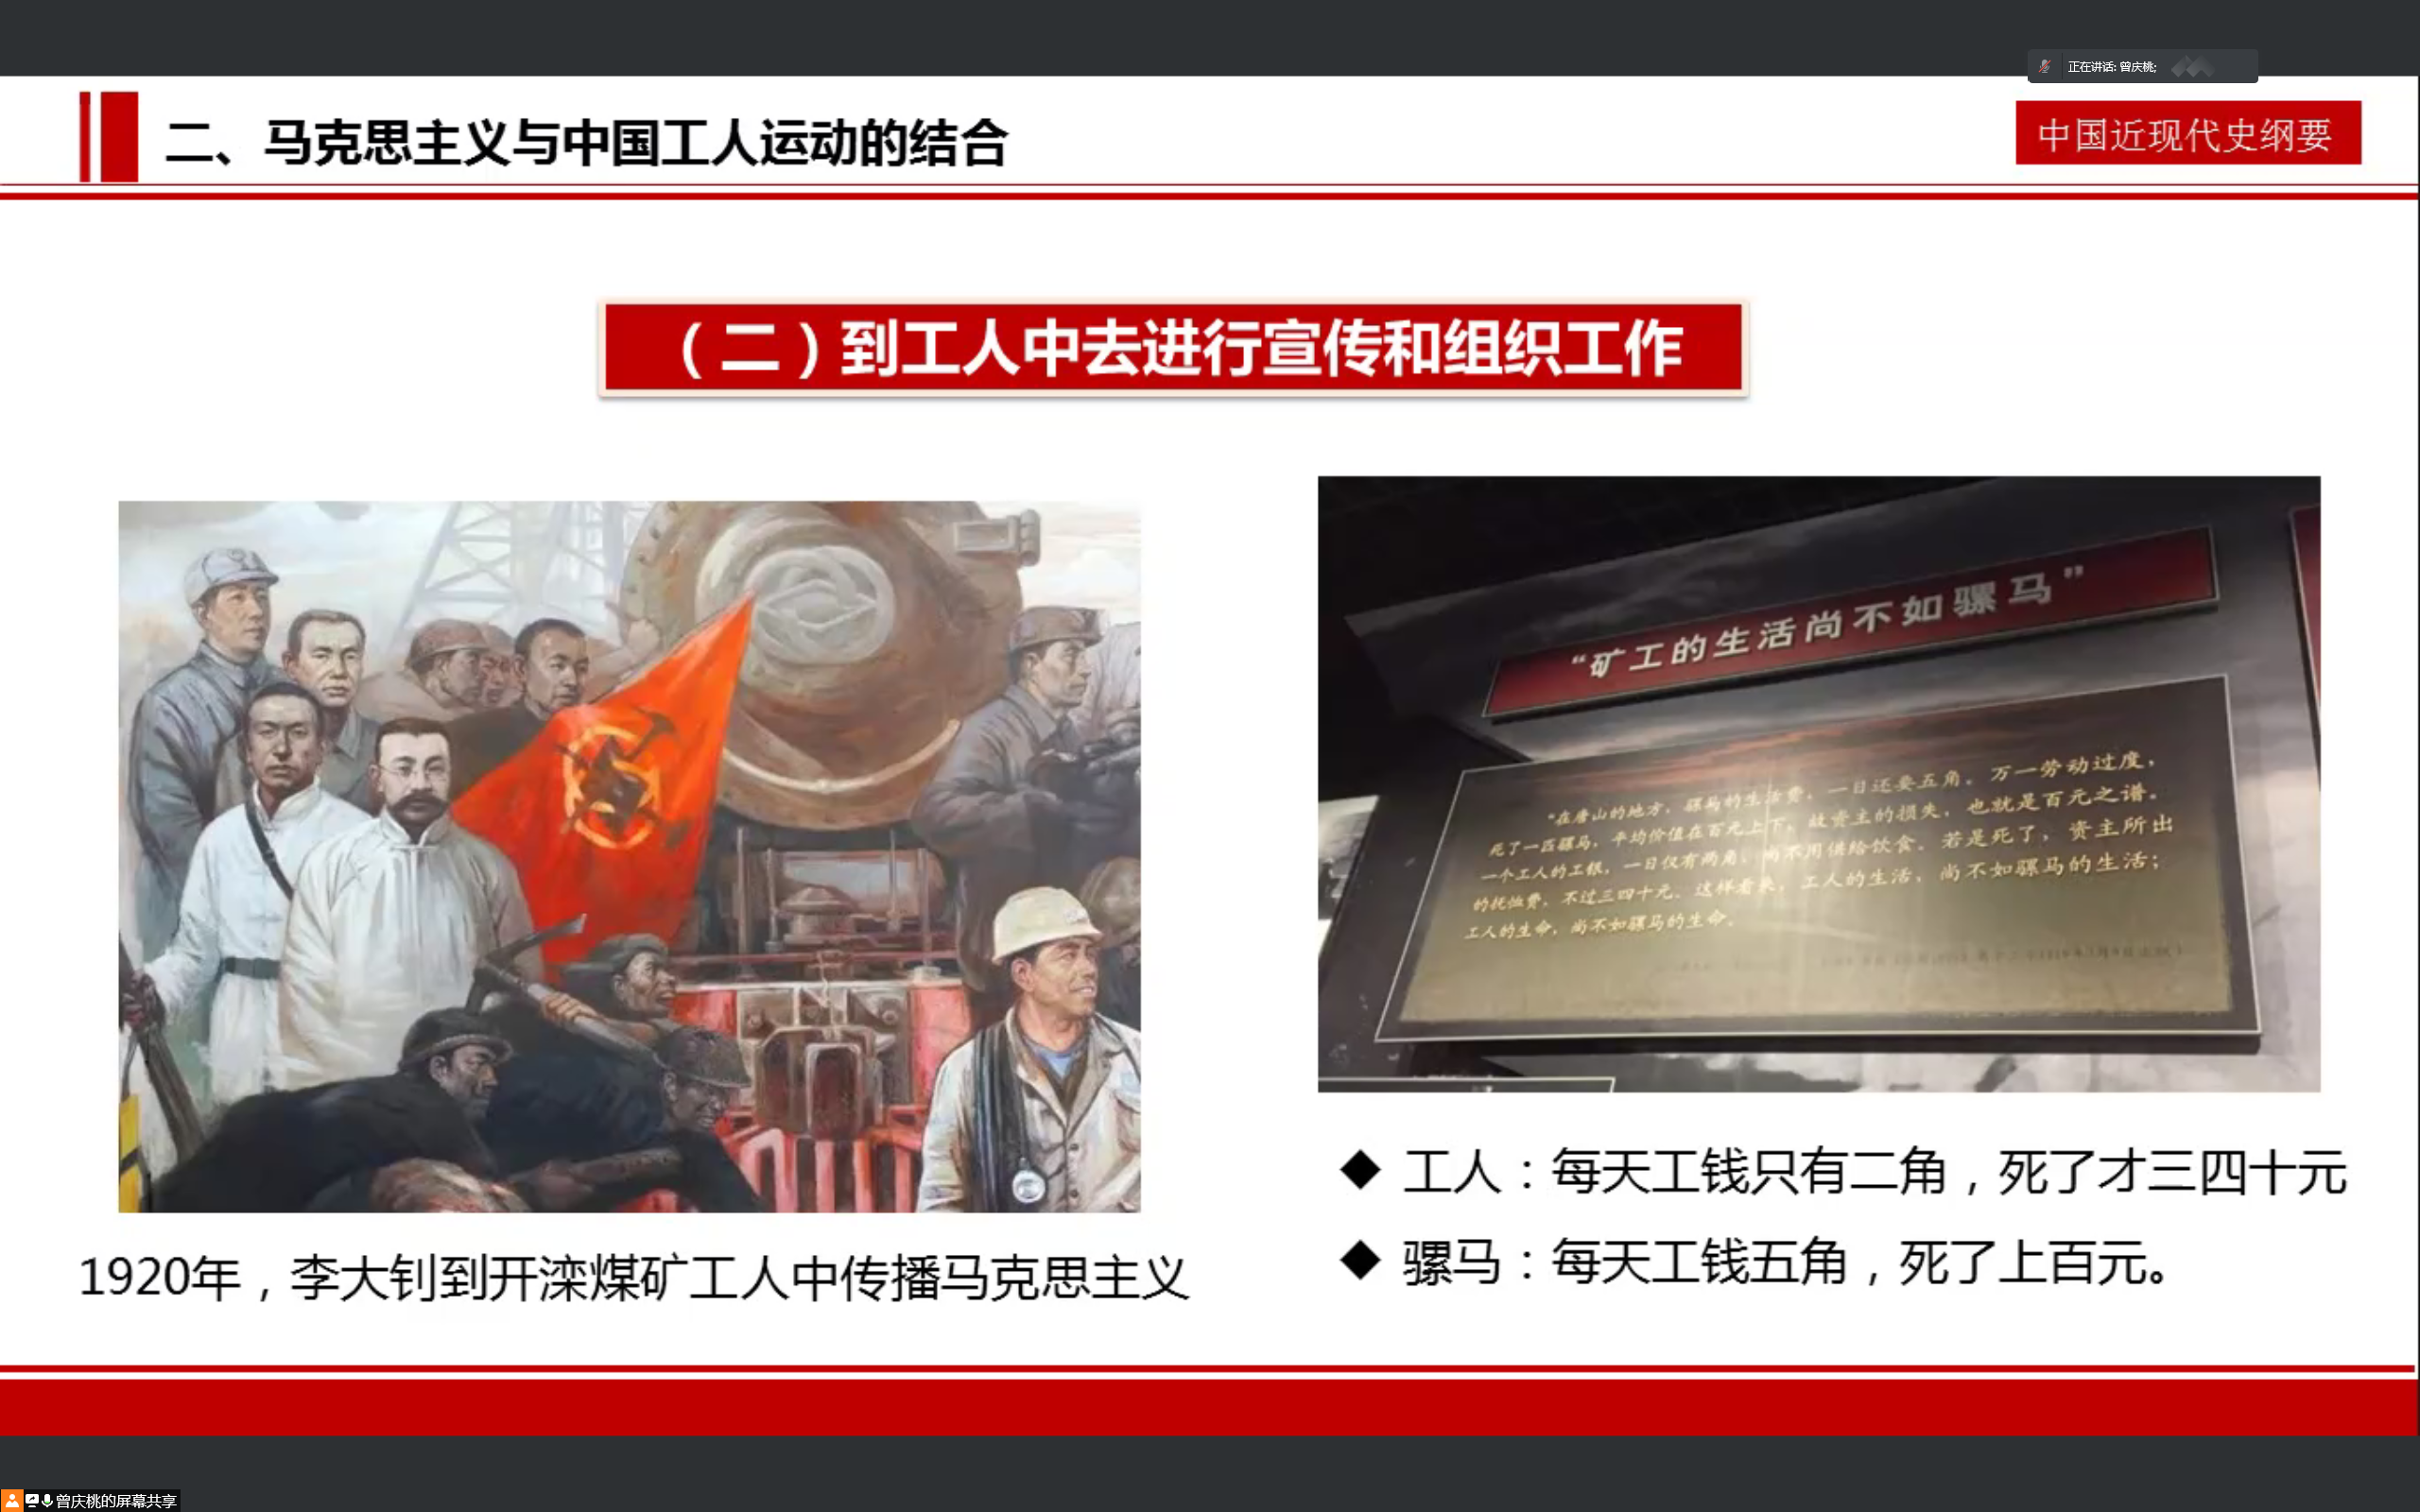 正在讲话: 曾庆桃;
二、马克思主义与中国工人运动的结合
中国近现代史纲要
（二）到工人中去进行宣传和组织工作
“矿工的生活尚不如骡马”
“在唐山的地方，骡马的生活费，一日还要五角。万一劳动过度，
死了一匹骡马，平均价值在百元上下，故资主的损失，也就是百元之谱。
一个工人的工银，一日仅有两角，尚不用供给饮食。若是死了，资主所出
的抚恤费，不过三四十元。这样看来，工人的生活，尚不如骡马的生活；
工人的生命，尚不如骡马的生命。
1920年，李大钊到开滦煤矿工人中传播马克思主义
◆ 工人：每天工钱只有二角，死了才三四十元
◆ 骡马：每天工钱五角，死了上百元。
曾庆桃的屏幕共享